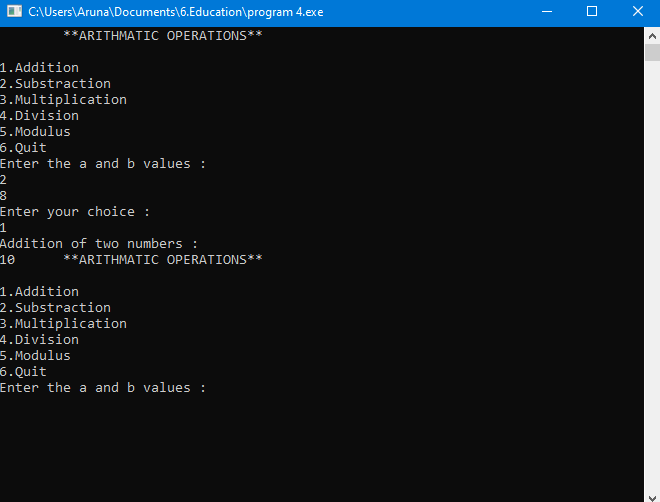 C:\Users\Aruna\Documents\6.Education\program 4.exe
**ARITHMATIC OPERATIONS**
1.Addition
2.Substraction
3.Multiplication
4.Division
5.Modulus
6.Quit
Enter the a and b values :
2
8
Enter your choice :
1
Addition of two numbers :
10      **ARITHMATIC OPERATIONS**
1.Addition
2.Substraction
3.Multiplication
4.Division
5.Modulus
6.Quit
Enter the a and b values :